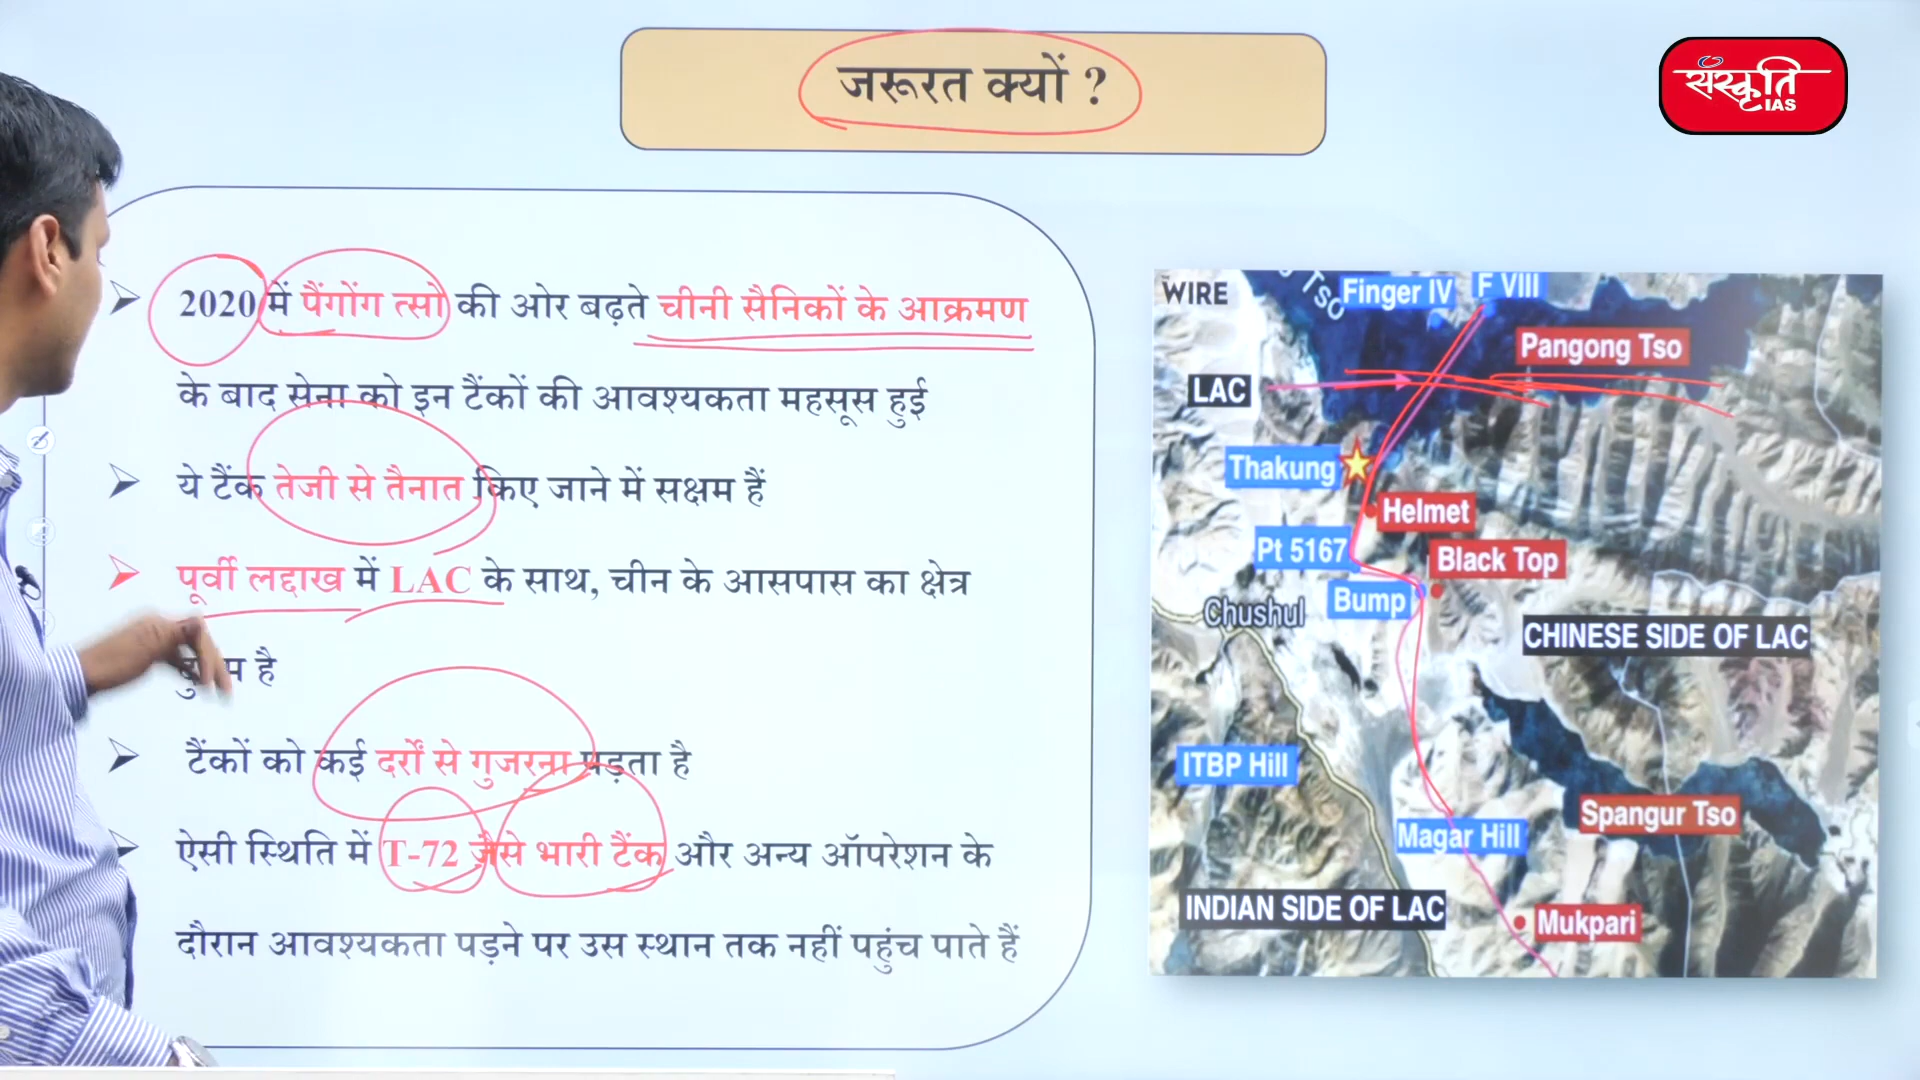 जरूरत क्यों ?
संस्कृति
IAS
2020 में पैंगोंग त्सो की ओर बढ़ते चीनी सैनिकों के आक्रमण
के बाद सेना को इन टैंकों की आवश्यकता महसूस हुई
ये टैंक तेजी से तैनात किए जाने में सक्षम हैं
पूर्वी लद्दाख में LAC के साथ, चीन के आसपास का क्षेत्र
है
टैंकों को कई दर्रों से गुजरना पड़ता है
ऐसी स्थिति में T-72 जैसे भारी टैंक और अन्य ऑपरेशन के
दौरान आवश्यकता पड़ने पर उस स्थान तक नहीं पहुंच पाते हैं
WIRE
Tso
Finger IV
F VIII
Pangong Tso
LAC
Thakung
Helmet
Pt 5167
Black Top
Bump
Chushul
CHINESE SIDE OF LAC
ITBP Hill
Spangur Tso
Magar Hill
INDIAN SIDE OF LAC
Mukpari